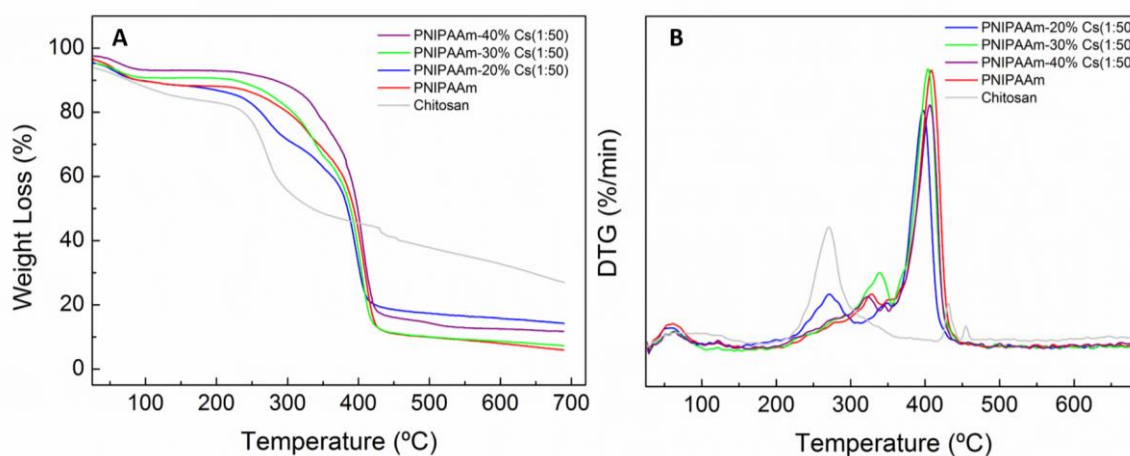 A
PNIPAAm-40% Cs(1:50)
PNIPAAm-30% Cs(1:50)
PNIPAAm-20% Cs(1:50)
PNIPAAm
Chitosan
Weight Loss (%)
100
80
60
40
20
0
100 200 300 400 500 600 700
Temperature (ºC)
B
PNIPAAm-20% Cs(1:50
PNIPAAm-30% Cs(1:50
PNIPAAm-40% Cs(1:50
PNIPAAm
Chitosan
DTG (%/min)
100 200 300 400 500 600
Temperature (ºC)